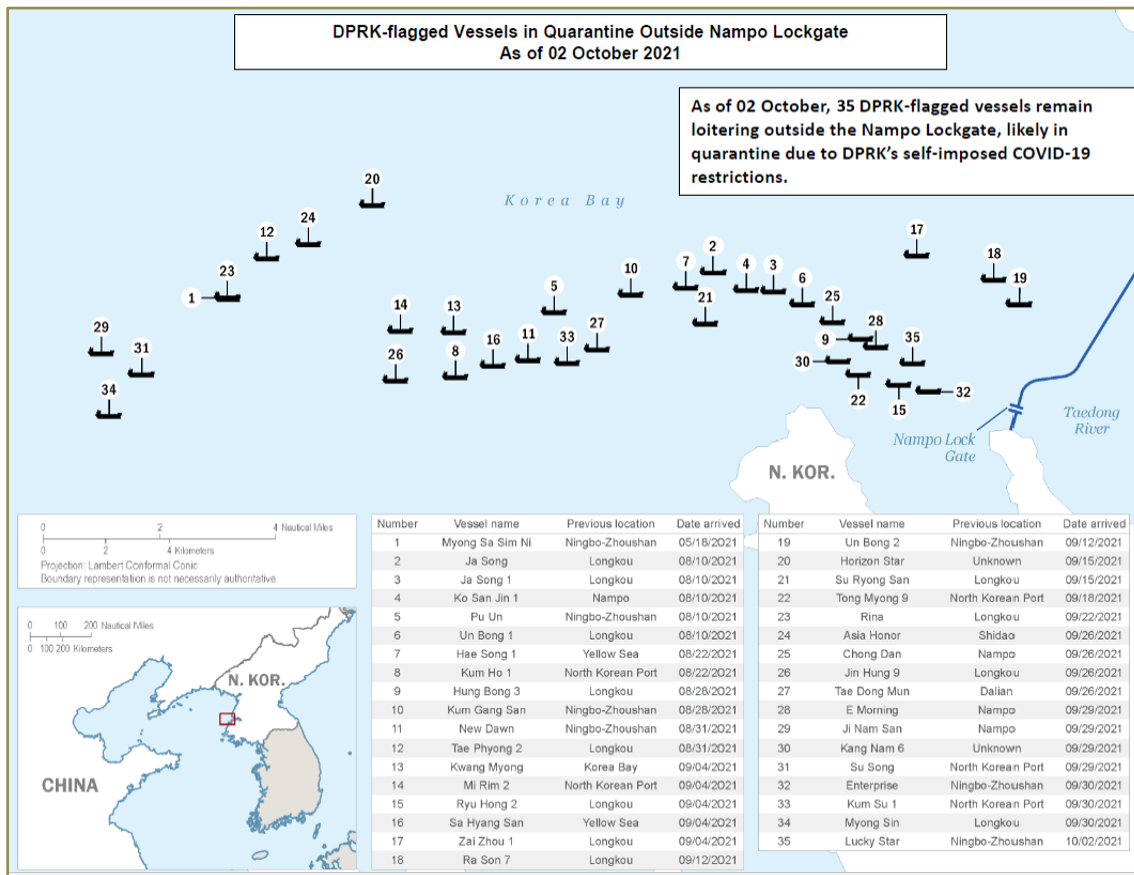 DPRK-flagged Vessels in Quarantine Outside Nampo Lockgate
As of 02 October 2021
As of 02 October, 35 DPRK-flagged vessels remain
loitering outside the Nampo Lockgate, likely in
quarantine due to DPRK's self-imposed COVID-19
restrictions.
Korea Bay
20
24
12
23
1
29
31
34
14
13
26
8
16
11
5
33
27
10
7
2
21
4
3
6
25
9
28
30
22
35
15
32
17
18
19
Nampo Lock
Gate
Taedong
River
N. KOR.
0 2 4 Nautical Miles
0 2 4 Kilometers
Projection: Lambert Conformal Conic
Boundary representation is not necessarily authoritative.
0 100 200 Nautical Miles
0 100 200 Kilometers
N. KOR.
CHINA
Number Vessel name Previous location Date arrived
1 Myong Sa Sim Ni Ningbo-Zhoushan 05/18/2021
2 Ja Song Longkou 08/10/2021
3 Ja Song 1 Longkou 08/10/2021
4 Ko San Jin 1 Nampo 08/10/2021
5 Pu Un Ningbo-Zhoushan 08/10/2021
6 Un Bong 1 Longkou 08/10/2021
7 Hae Song 1 Yellow Sea 08/22/2021
8 Kum Ho 1 North Korean Port 08/22/2021
9 Hung Bong 3 Longkou 08/28/2021
10 Kum Gang San Ningbo-Zhoushan 08/28/2021
11 New Dawn Ningbo-Zhoushan 08/31/2021
12 Tae Phyong 2 Longkou 08/31/2021
13 Kwang Myong Korea Bay 09/04/2021
14 Mi Rim 2 North Korean Port 09/04/2021
15 Ryu Hong 2 Longkou 09/04/2021
16 Sa Hyang San Yellow Sea 09/04/2021
17 Zai Zhou 1 Longkou 09/04/2021
18 Ra Son 7 Longkou 09/12/2021
Number Vessel name Previous location Date arrived
19 Un Bong 2 Ningbo-Zhoushan 09/12/2021
20 Horizon Star Unknown 09/15/2021
21 Su Ryong San Longkou 09/15/2021
22 Tong Myong 9 North Korean Port 09/18/2021
23 Rina Longkou 09/22/2021
24 Asia Honor Shidao 09/26/2021
25 Chong Dan Nampo 09/26/2021
26 Jin Hung 9 Longkou 09/26/2021
27 Tae Dong Mun Dalian 09/26/2021
28 E Morning Nampo 09/29/2021
29 Ji Nam San Nampo 09/29/2021
30 Kang Nam 6 Unknown 09/29/2021
31 Su Song North Korean Port 09/29/2021
32 Enterprise Ningbo-Zhoushan 09/30/2021
33 Kum Su 1 North Korean Port 09/30/2021
34 Myong Sin Longkou 09/30/2021
35 Lucky Star Ningbo-Zhoushan 10/02/2021